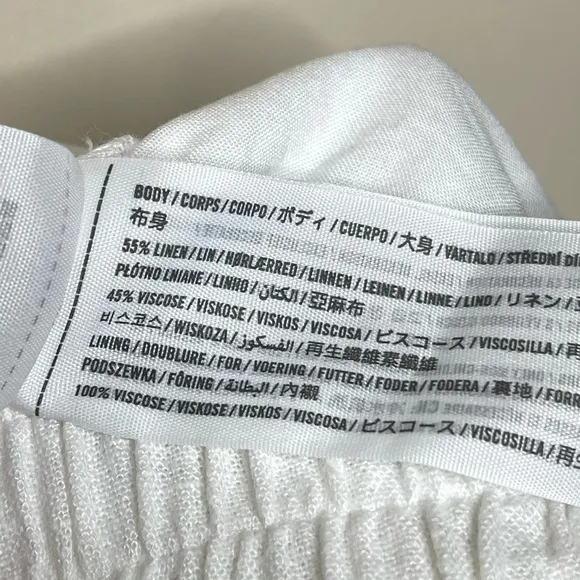 BODY / CORPS / CORPO / ボディ / CUERPO / 大身 / VARTALO / STŘEDNÍ
布身
55% LINEN / LIN / HØRLÆRRED / LINNEN / LEINEN / LINNE / LINO / リネン /
PŁÓTNO LNIANE / LINHO / الكتان / 亞麻布
45% VISCOSE / VISKOSE / VISKOS / VISCOSA / ビスコース / VISCOSILLA / 再
비스코스 / WISKOZA / الفسكوز / 再生纖維素纖維
LINING / DOUBLURE / FOR / VOERING / FUTTER / FODER / FODERA / 裏地 / FORR
PODSZEWKA / FÔRING / البطانة / 內襯
100% VISCOSE / VISKOSE / VISKOS / VISCOSA / ビスコース / VISCOSILLA / 再